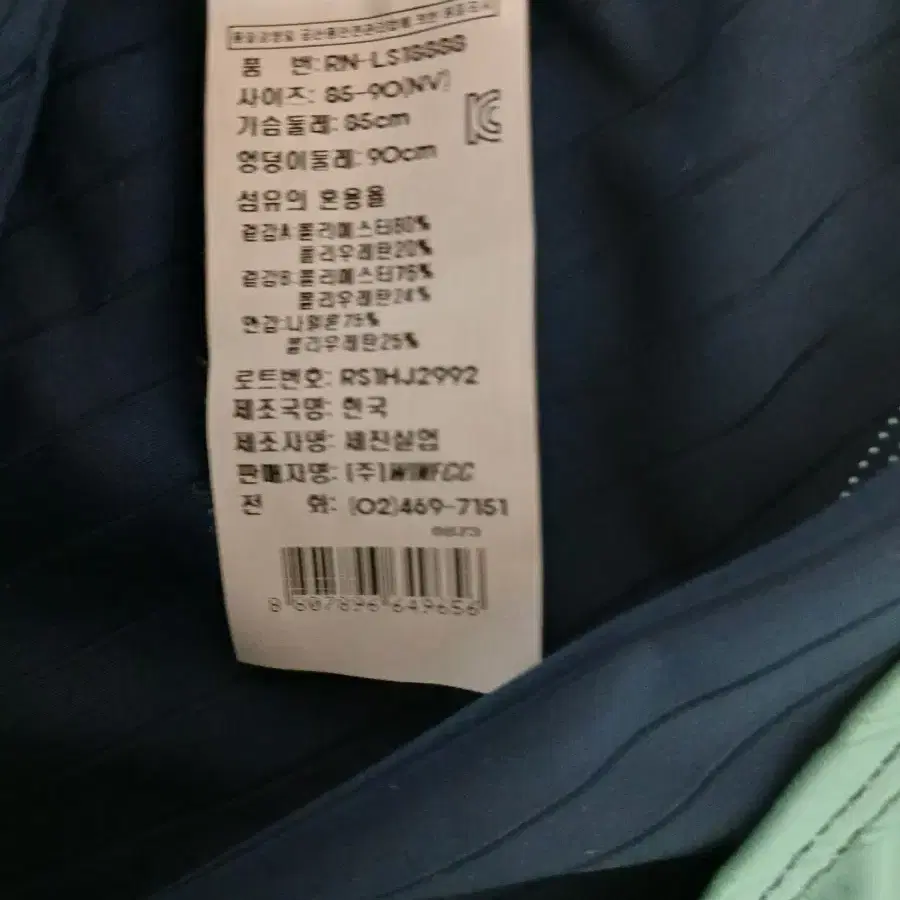 품 번: RN-LS18888
사이즈: 85-90(NV)
가슴둘레: 85cm
엉덩이둘레: 90cm
섬유의 혼용율
겉감A:폴리에스터80%
폴리우레탄20%
겉감B:폴리에스터76%
폴리우레탄24%
안감:나일론75%
폴리우레탄25%
로트번호: RS1HJ2992
제조국명: 한국
제조자명: 세진실업
판매자명: (주)WINFCC
전 화: (02)469-7151
8 607896 649656